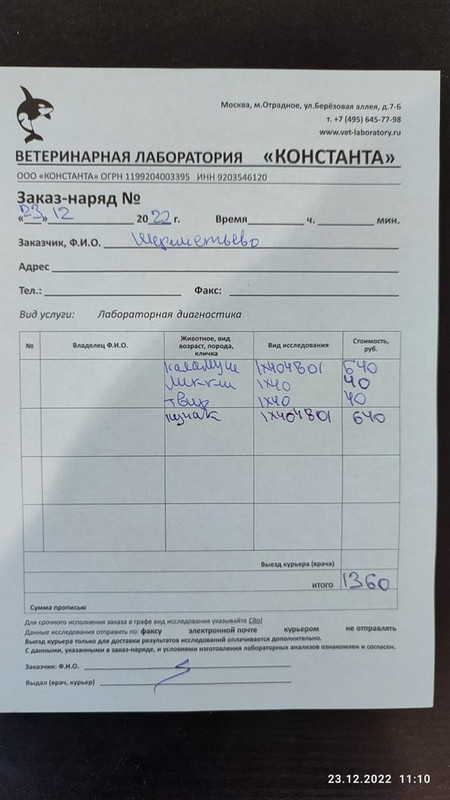 Москва, м.Отрадное, ул.Берёзовая аллея, д.7-Б
т. +7 (495) 645-77-98
www.vet-laboratory.ru
ВЕТЕРИНАРНАЯ ЛАБОРАТОРИЯ «КОНСТАНТА»
ООО «КОНСТАНТА» ОГРН 1199204003395 ИНН 9203546120
Заказ-наряд №
«23» 12 2022 г. Время ч. мин.
Заказчик, Ф.И.О. Шереметьево
Адрес
Тел.: Факс:
Вид услуги: Лабораторная диагностика
№ Владелец Ф.И.О. Животное, вид возраст, порода, кличка Вид исследования Стоимость, руб.
1х404801 640
Микки 1х40 40
1х40 40
1х404801 640
Выезд курьера (врача)
ИТОГО 1360
Сумма прописью
Для срочного исполнения заказа в графе вид исследования указывайте Cito!
Данные исследования отправить по: факсу электронной почте курьером не отправлять
Выезд курьера только для доставки результатов исследований оплачивается дополнительно.
С данными, указанными в заказ-наряде, и условиями изготовления лабораторных анализов ознакомлен и согласен.
Заказчик: Ф.И.О.
Выдал (врач, курьер)
23.12.2022 11:10